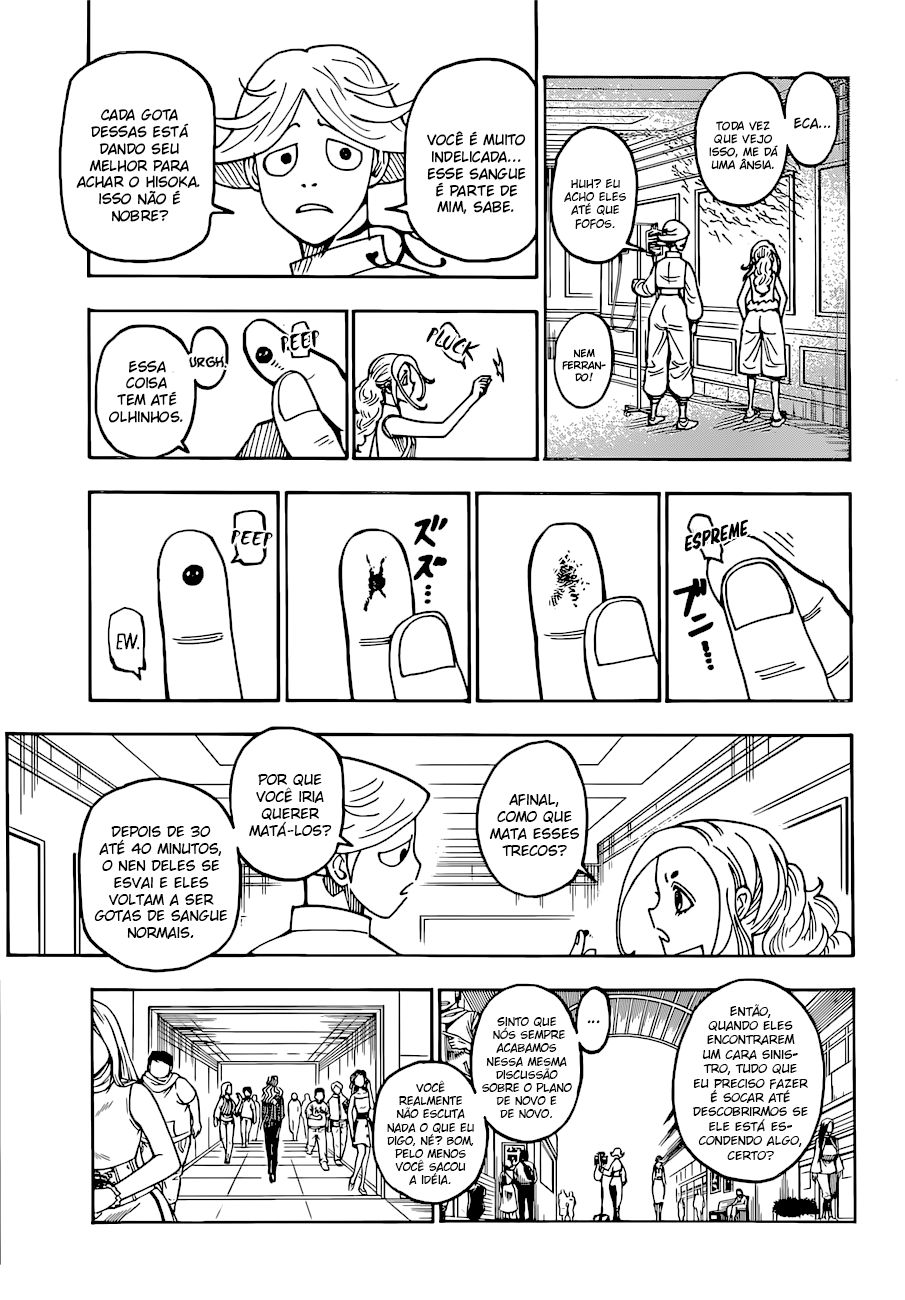 ECA...
TODA VEZ
QUE VEJO
ISSO, ME DÁ
UMA ÂNSIA.
HUH? EU
ACHO ELES
ATÉ QUE
FOFOS.
NEM
FERRAN-
DO!
VOCÊ É MUITO
INDELICADA...
ESSE SANGUE
É PARTE DE
MIM, SABE.
CADA GOTA
DESSAS ESTÁ
DANDO SEU
MELHOR PARA
ACHAR O HISOKA.
ISSO NÃO É
NOBRE?
PLUCK
PEEP
URGH.
ESSA
COISA
TEM ATÉ
OLHINHOS.
ESPREME
ブニ...
ズズ...
PEEP
EW.
AFINAL,
COMO QUE
MATA ESSES
TRECOS?
POR QUE
VOCÊ IRIA
QUERER
MATÁ-LOS?
DEPOIS DE 30
ATÉ 40 MINUTOS,
O NEN DELES SE
ESVAI E ELES
VOLTAM A SER
GOTAS DE SANGUE
NORMAIS.
ENTÃO,
QUANDO ELES
ENCONTRAREM
UM CARA SINIS-
TRO, TUDO QUE
EU PRECISO FAZER
É SOCAR ATÉ
DESCOBRIRMOS SE
ELE ESTÁ ES-
CONDENDO ALGO,
CERTO?
...
SINTO QUE
NÓS SEMPRE
ACABAMOS
NESSA MESMA
DISCUSSÃO
SOBRE O PLANO
DE NOVO E
DE NOVO.
VOCÊ
REALMENTE
NÃO ESCUTA
NADA O QUE EU
DIGO, NÉ? BOM,
PELO MENOS
VOCÊ SACOU
A IDÉIA.